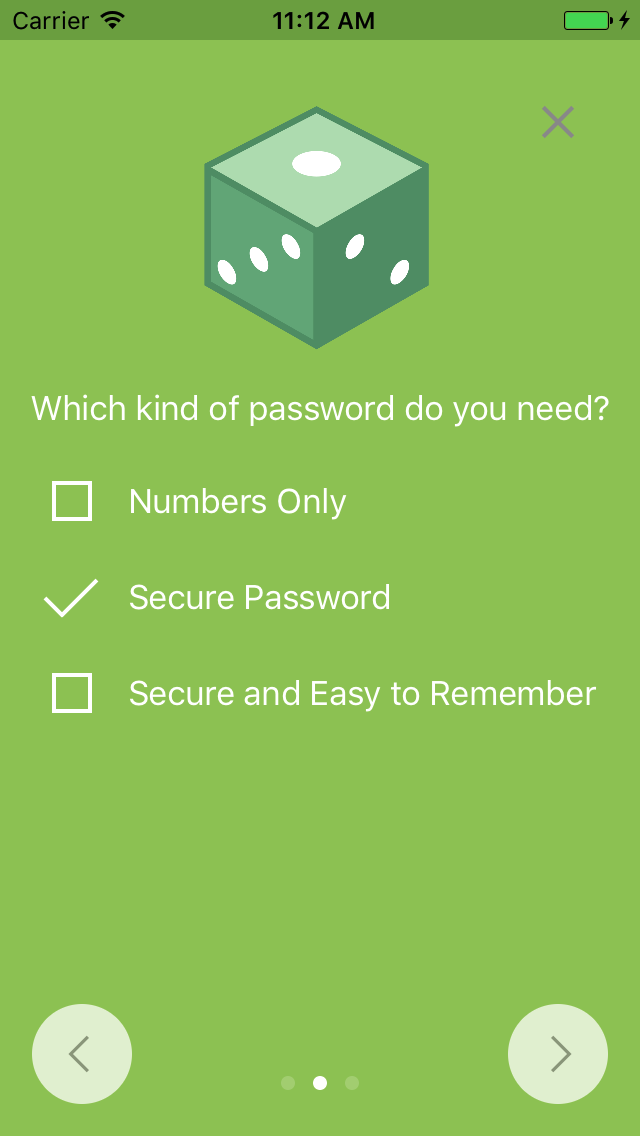 Carrier 11:12 AM
Which kind of password do you need?
Numbers Only
Secure Password
Secure and Easy to Remember